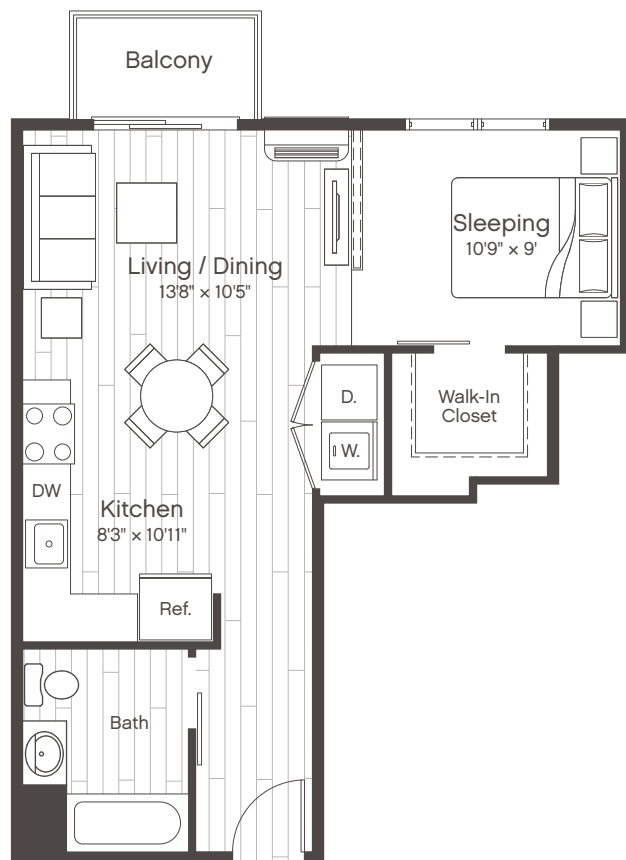 Balcony
Sleeping
10'9" × 9'
Living / Dining
13'8" × 10'5"
D.
Walk-In
Closet
W.
DW
Kitchen
8'3" × 10'11"
Ref.
Bath